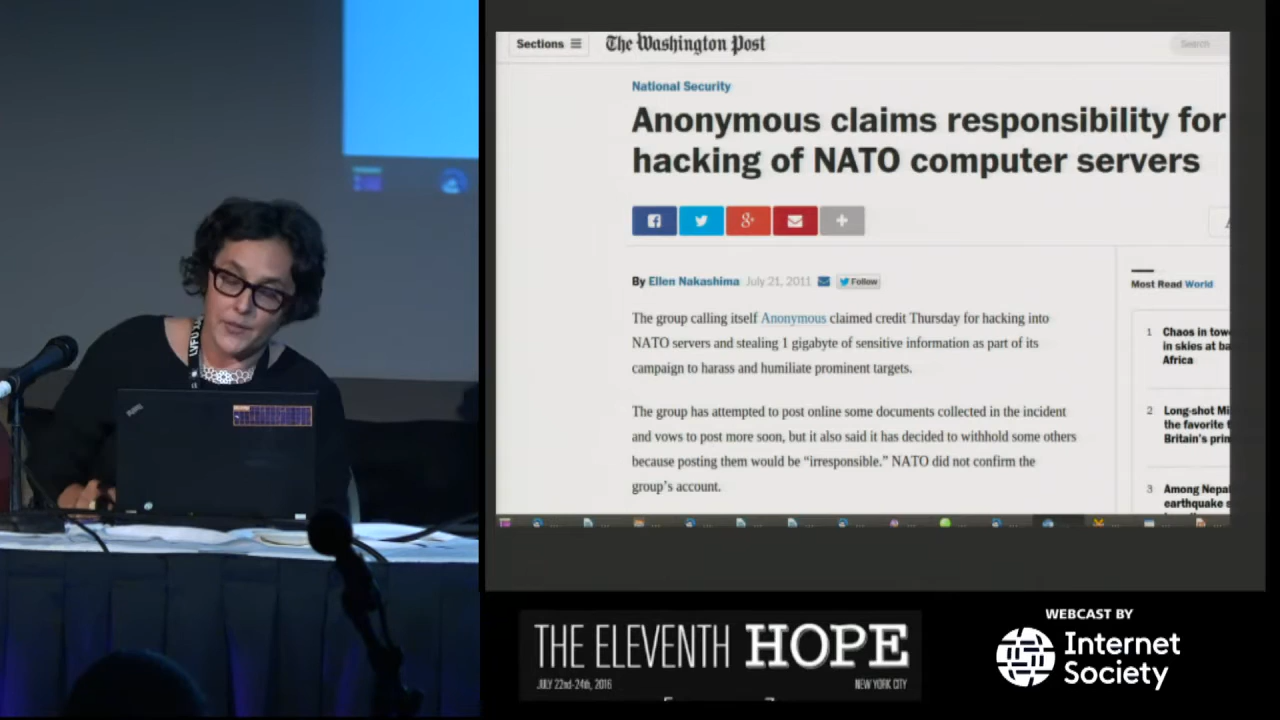 Sections
The Washington Post
Search
National Security
Anonymous claims responsibility for
hacking of NATO computer servers
By Ellen Nakashima July 21, 2011 Follow
The group calling itself Anonymous claimed credit Thursday for hacking into
NATO servers and stealing 1 gigabyte of sensitive information as part of its
campaign to harass and humiliate prominent targets.
The group has attempted to post online some documents collected in the incident
and vows to post more soon, but it also said it has decided to withhold some others
because posting them would be “irresponsible.” NATO did not confirm the
group’s account.
Most Read World
1 Chaos in tow
in skies at ba
Africa
2 Long-shot Mi
the favorite f
Britain's prin
3 Among Nepal
earthquake s
THE ELEVENTH HOPE
JULY 22nd-24th, 2016
NEW YORK CITY
WEBCAST BY
Internet
Society